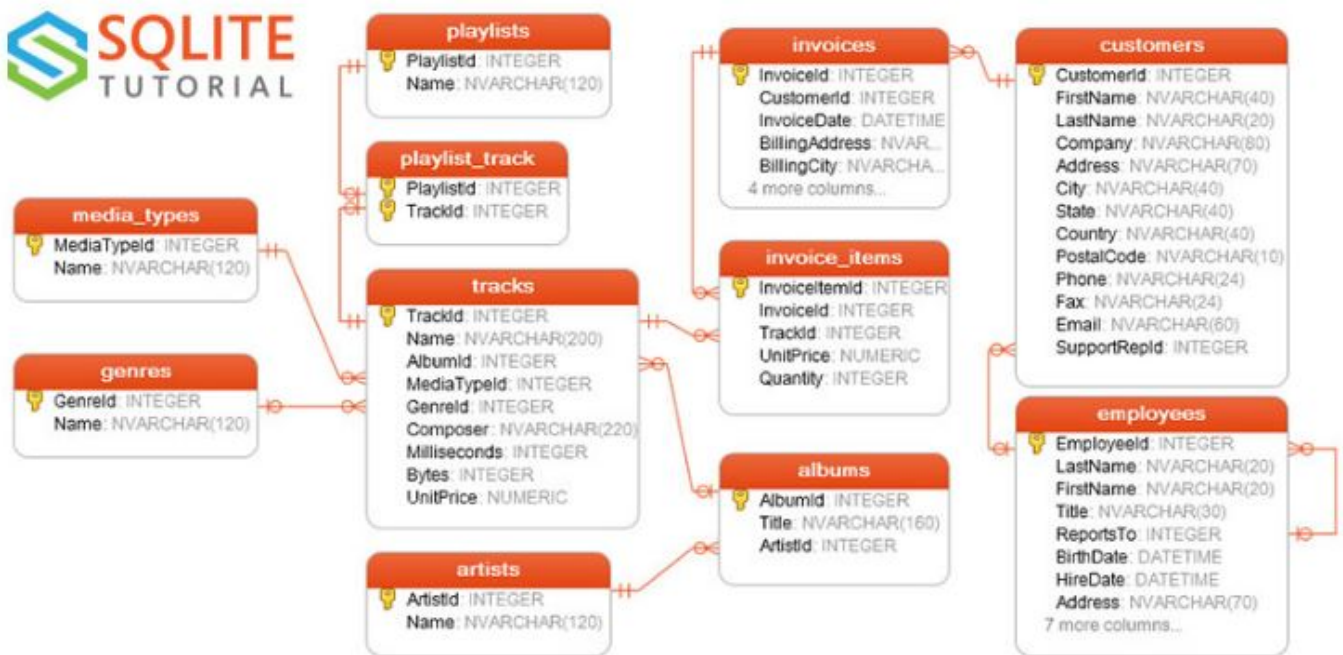 SQLITE
TUTORIAL
playlists
PlaylistId: INTEGER
Name: NVARCHAR(120)
playlist_track
PlaylistId: INTEGER
TrackId: INTEGER
media_types
MediaTypeId: INTEGER
Name: NVARCHAR(120)
genres
GenreId: INTEGER
Name: NVARCHAR(120)
tracks
TrackId: INTEGER
Name: NVARCHAR(200)
AlbumId: INTEGER
MediaTypeId: INTEGER
GenreId: INTEGER
Composer: NVARCHAR(220)
Milliseconds: INTEGER
Bytes: INTEGER
UnitPrice: NUMERIC
artists
ArtistId: INTEGER
Name: NVARCHAR(120)
invoices
InvoiceId: INTEGER
CustomerId: INTEGER
InvoiceDate: DATETIME
BillingAddress: NVAR...
BillingCity: NVARCHA...
4 more columns...
invoice_items
InvoiceItemId: INTEGER
InvoiceId: INTEGER
TrackId: INTEGER
UnitPrice: NUMERIC
Quantity: INTEGER
albums
AlbumId: INTEGER
Title: NVARCHAR(160)
ArtistId: INTEGER
customers
CustomerId: INTEGER
FirstName: NVARCHAR(40)
LastName: NVARCHAR(20)
Company: NVARCHAR(80)
Address: NVARCHAR(70)
City: NVARCHAR(40)
State: NVARCHAR(40)
Country: NVARCHAR(40)
PostalCode: NVARCHAR(10)
Phone: NVARCHAR(24)
Fax: NVARCHAR(24)
Email: NVARCHAR(60)
SupportRepId: INTEGER
employees
EmployeeId: INTEGER
LastName: NVARCHAR(20)
FirstName: NVARCHAR(20)
Title: NVARCHAR(30)
ReportsTo: INTEGER
BirthDate: DATETIME
HireDate: DATETIME
Address: NVARCHAR(70)
7 more columns...